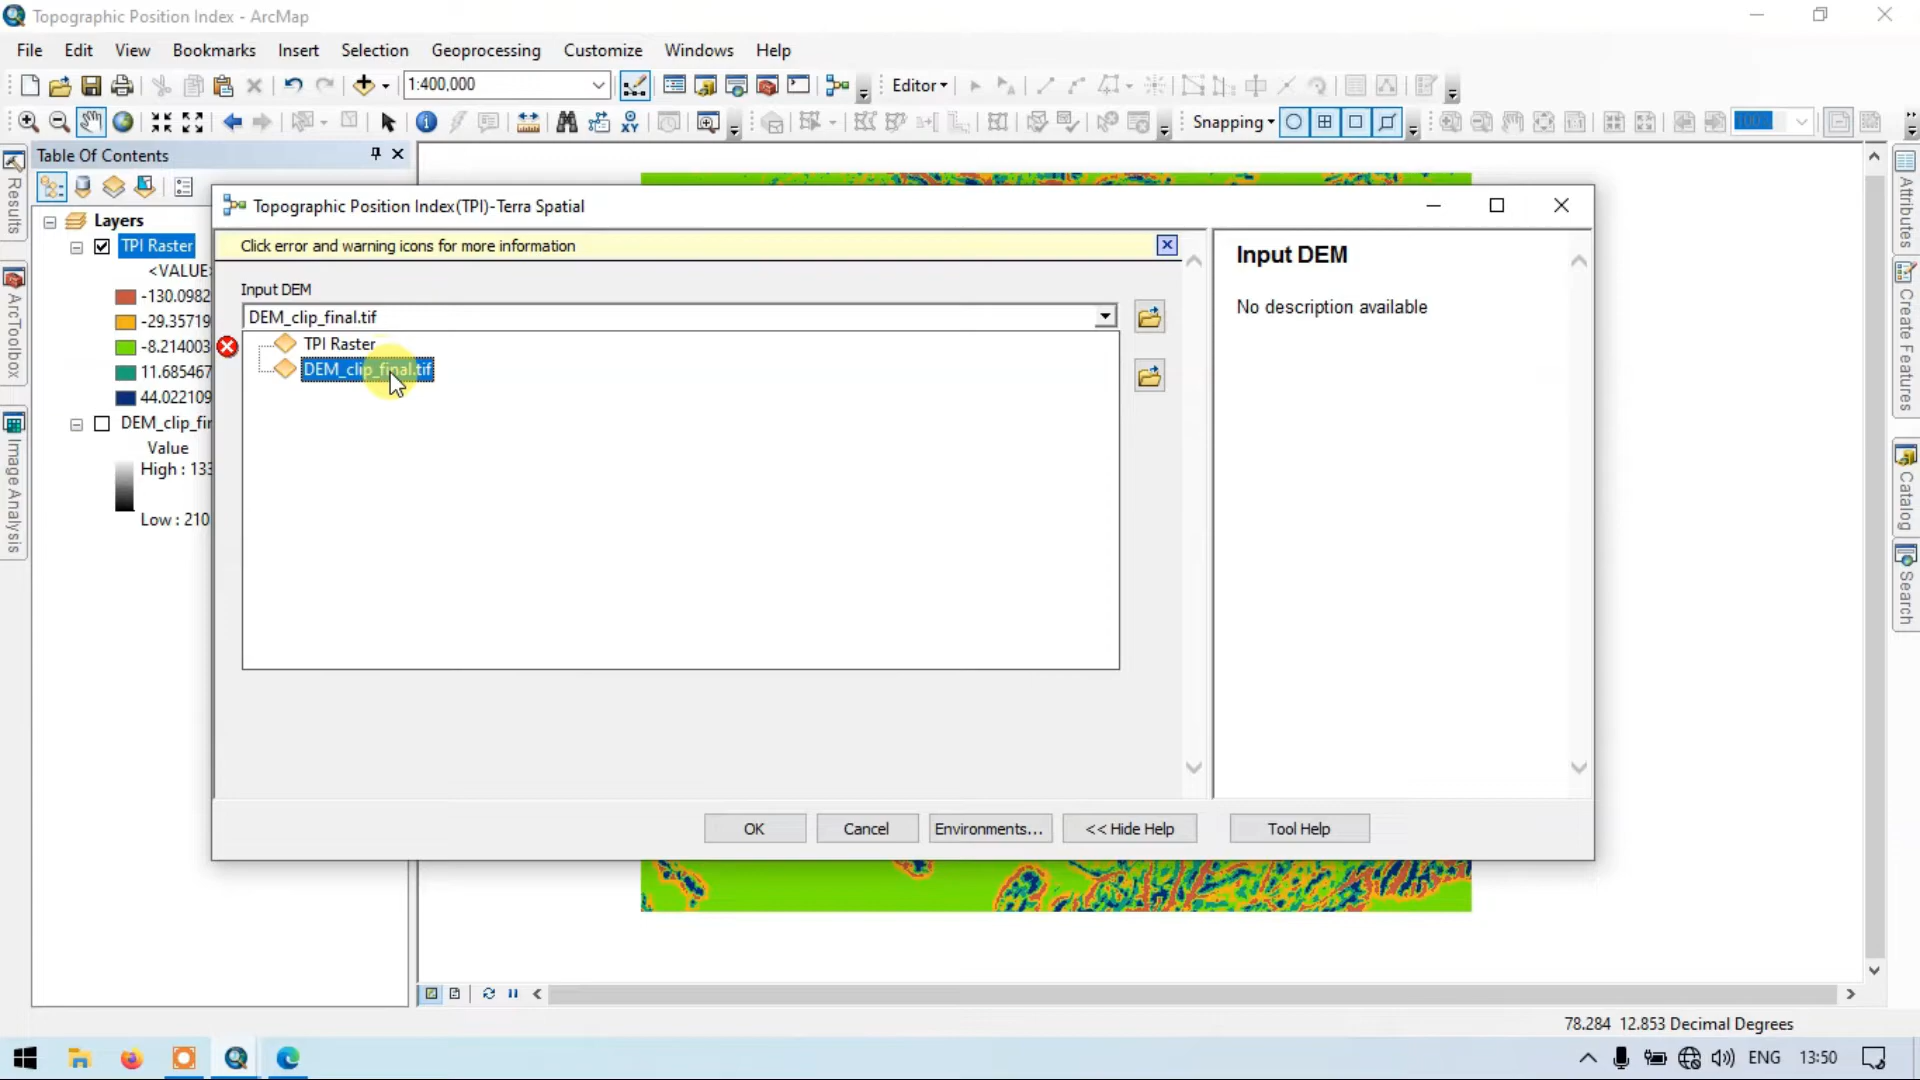 Topographic Position Index - ArcMap
File Edit View Bookmarks Insert Selection Geoprocessing Customize Windows Help
1:400,000 Editor
Snapping
Table Of Contents
Results
ArcToolbox
Image Analysis
Layers
TPI Raster
<VALUE
-130.0982
-29.35719
-8.214003
11.685467
44.022109
DEM_clip_fir
Value
High : 133
Low : 210
Topographic Position Index(TPI)-Terra Spatial
Click error and warning icons for more information
Input DEM
DEM_clip_final.tif
TPI Raster
DEM_clip_final.tif
Input DEM
No description available
OK Cancel Environments... << Hide Help Tool Help
Attributes
Create Features
Catalog
Search
78.284 12.853 Decimal Degrees
ENG 13:50